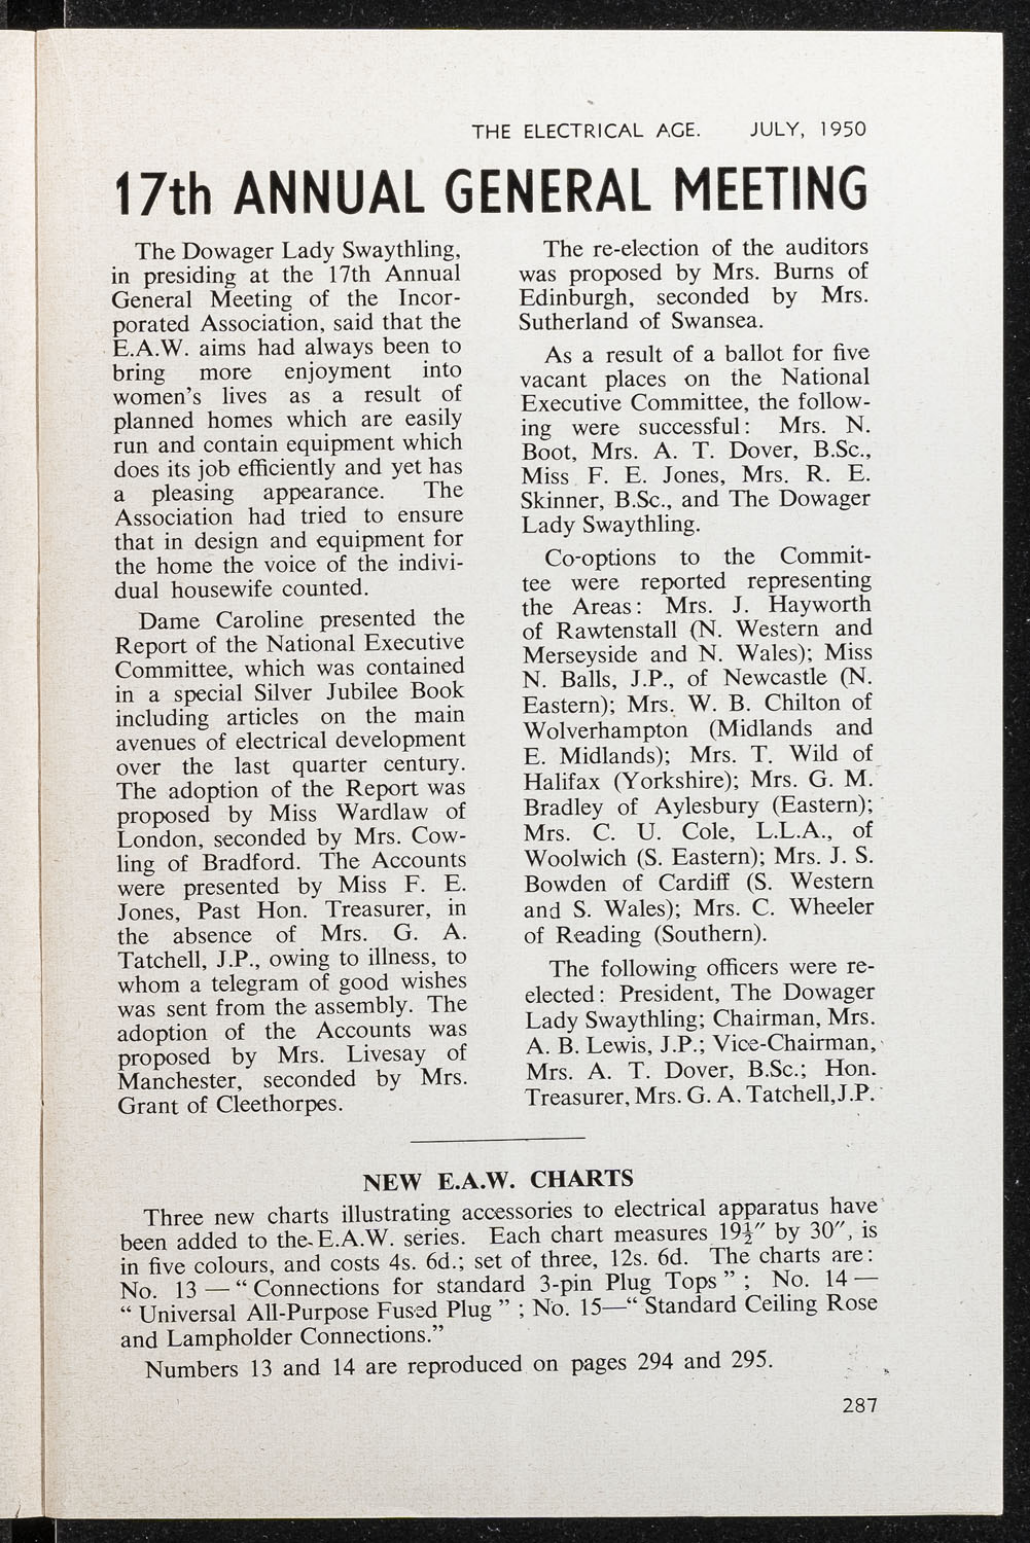 THE ELECTRICAL AGE. JULY, 1950
17th ANNUAL GENERAL MEETING
The Dowager Lady Swaythling,
in presiding at the 17th Annual
General Meeting of the Incor-
porated Association, said that the
E.A.W. aims had always been to
bring more enjoyment into
women's lives as a result of
planned homes which are easily
run and contain equipment which
does its job efficiently and yet has
a pleasing appearance. The
Association had tried to ensure
that in design and equipment for
the home the voice of the indivi-
dual housewife counted.
Dame Caroline presented the
Report of the National Executive
Committee, which was contained
in a special Silver Jubilee Book
including articles on the main
avenues of electrical development
over the last quarter century.
The adoption of the Report was
proposed by Miss Wardlaw of
London, seconded by Mrs. Cow-
ling of Bradford. The Accounts
were presented by Miss F. E.
Jones, Past Hon. Treasurer, in
the absence of Mrs. G. A.
Tatchell, J.P., owing to illness, to
whom a telegram of good wishes
was sent from the assembly. The
adoption of the Accounts was
proposed by Mrs. Livesay of
Manchester, seconded by Mrs.
Grant of Cleethorpes.
The re-election of the auditors
was proposed by Mrs. Burns of
Edinburgh, seconded by Mrs.
Sutherland of Swansea.
As a result of a ballot for five
vacant places on the National
Executive Committee, the follow-
ing were successful: Mrs. N.
Boot, Mrs. A. T. Dover, B.Sc.,
Miss F. E. Jones, Mrs. R. E.
Skinner, B.Sc., and The Dowager
Lady Swaythling.
Co-options to the Commit-
tee were reported representing
the Areas: Mrs. J. Hayworth
of Rawtenstall (N. Western and
Merseyside and N. Wales); Miss
N. Balls, J.P., of Newcastle (N.
Eastern); Mrs. W. B. Chilton of
Wolverhampton (Midlands and
E. Midlands); Mrs. T. Wild of
Halifax (Yorkshire); Mrs. G. M.
Bradley of Aylesbury (Eastern);
Mrs. C. U. Cole, L.L.A., of
Woolwich (S. Eastern); Mrs. J. S.
Bowden of Cardiff (S. Western
and S. Wales); Mrs. C. Wheeler
of Reading (Southern).
The following officers were re-
elected: President, The Dowager
Lady Swaythling; Chairman, Mrs.
A. B. Lewis, J.P.; Vice-Chairman,
Mrs. A. T. Dover, B.Sc.; Hon.
Treasurer, Mrs. G. A. Tatchell, J.P.
NEW E.A.W. CHARTS
Three new charts illustrating accessories to electrical apparatus have
been added to the E.A.W. series. Each chart measures 19½″ by 30″, is
in five colours, and costs 4s. 6d.; set of three, 12s. 6d. The charts are:
No. 13 — “ Connections for standard 3-pin Plug Tops ” ; No. 14 —
“ Universal All-Purpose Fused Plug ” ; No. 15—“ Standard Ceiling Rose
and Lampholder Connections.”
Numbers 13 and 14 are reproduced on pages 294 and 295.
287